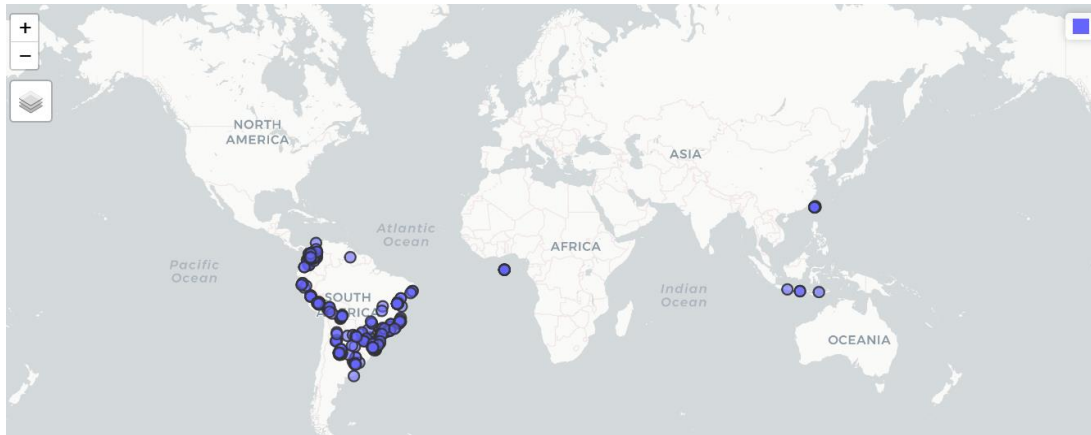 +
−
NORTH
AMERICA
ASIA
Atlantic
Ocean
AFRICA
Pacific
Ocean
Indian
Ocean
SOUTH
AMERICA
OCEANIA